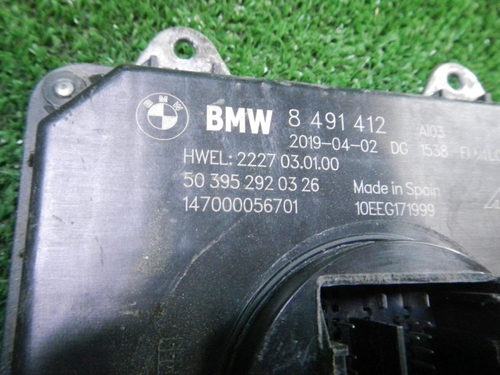 BMW 8 491 412 AI03
2019-04-02 DG 1538
HWEL: 2227 03.01.00
50 395 292 03 26 Made in Spain
147000056701 10EEG171999